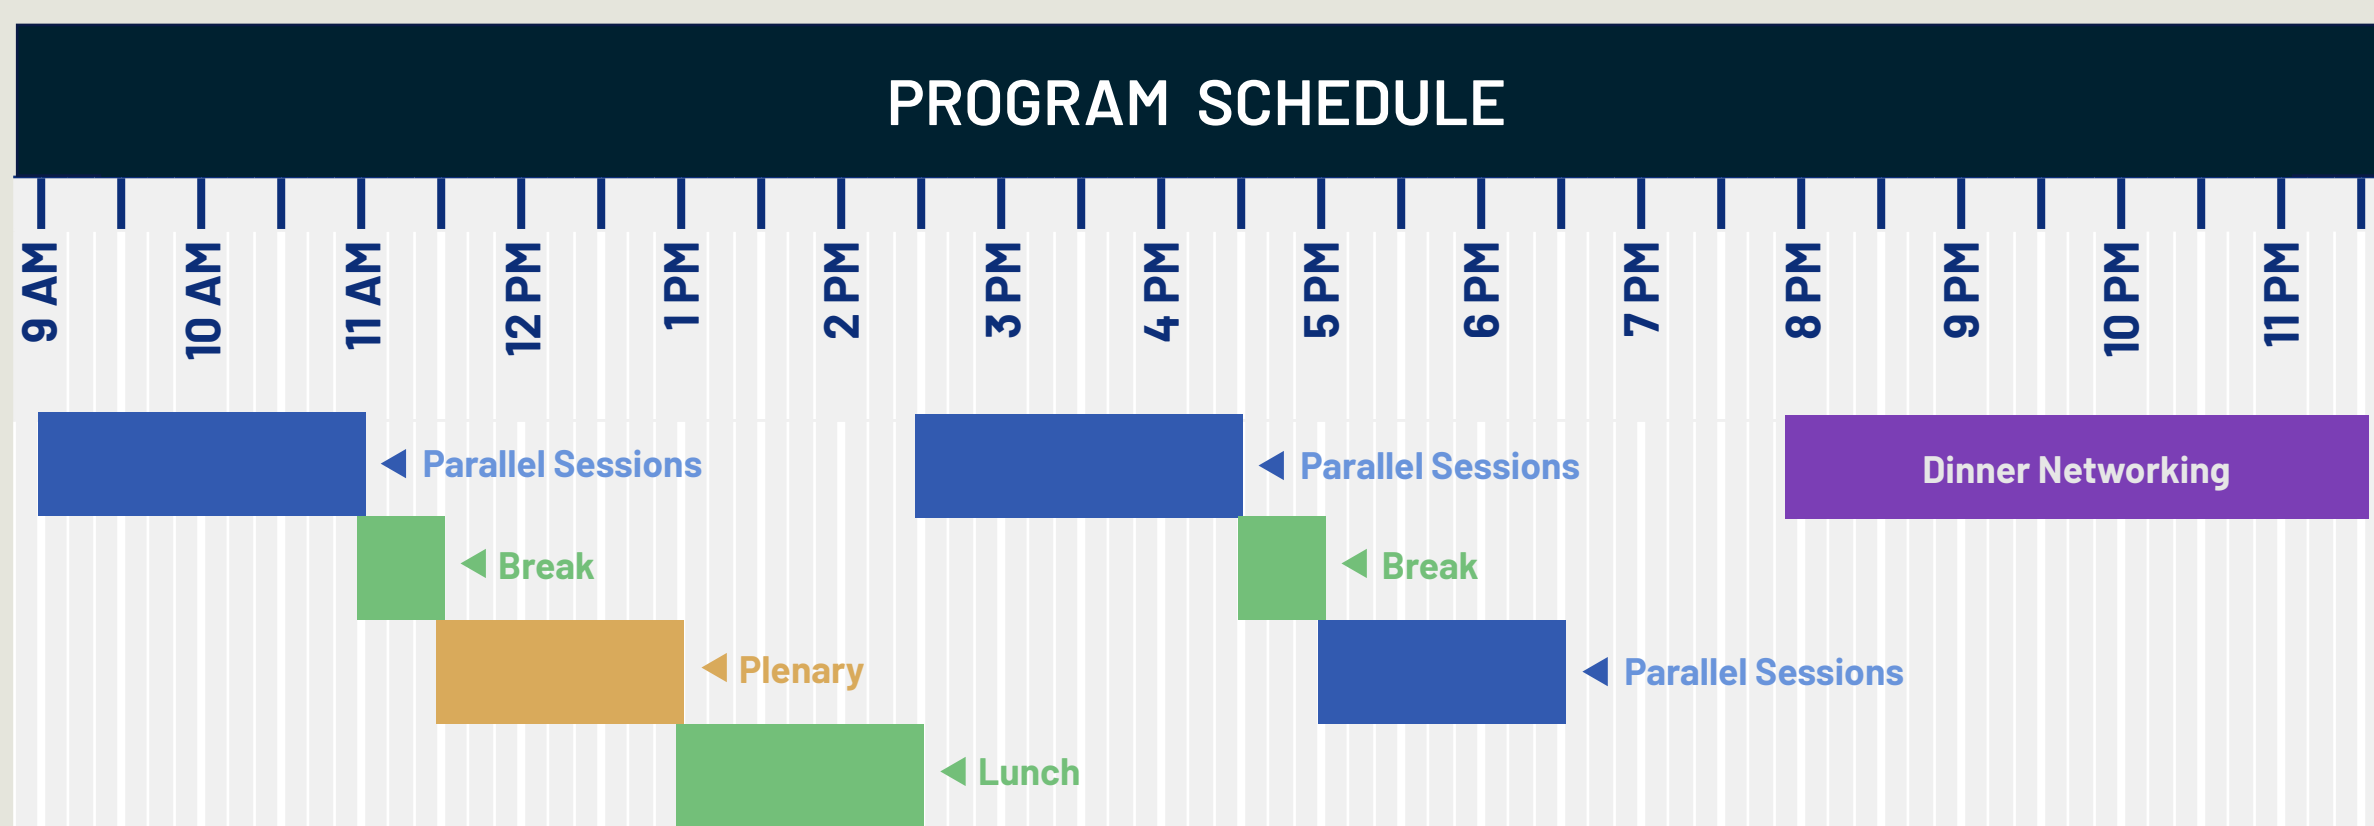 PROGRAM SCHEDULE
9 AM
10 AM
11 AM
12 PM
1 PM
2 PM
3 PM
4 PM
5 PM
6 PM
7 PM
8 PM
9 PM
10 PM
11 PM
Parallel Sessions
Parallel Sessions
Dinner Networking
Break
Break
Plenary
Parallel Sessions
Lunch